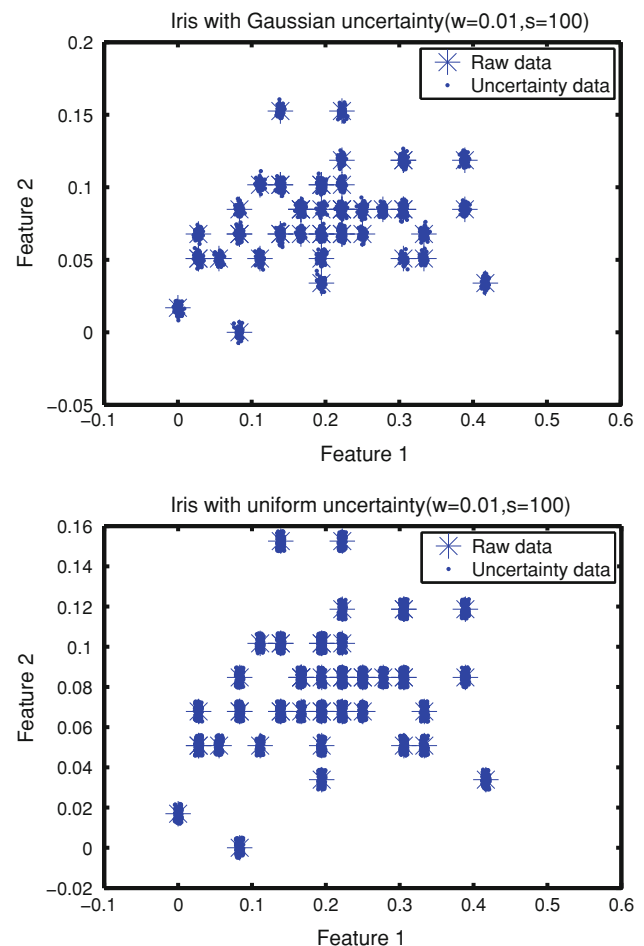 Iris with Gaussian uncertainty(w=0.01,s=100)
0.2
0.15
0.1
0.05
0
−0.05
Feature 2
Raw data
Uncertainty data
−0.1 0 0.1 0.2 0.3 0.4 0.5 0.6
Feature 1
Iris with uniform uncertainty(w=0.01,s=100)
0.16
0.14
0.12
0.1
0.08
0.06
0.04
0.02
0
−0.02
Feature 2
Raw data
Uncertainty data
−0.1 0 0.1 0.2 0.3 0.4 0.5 0.6
Feature 1